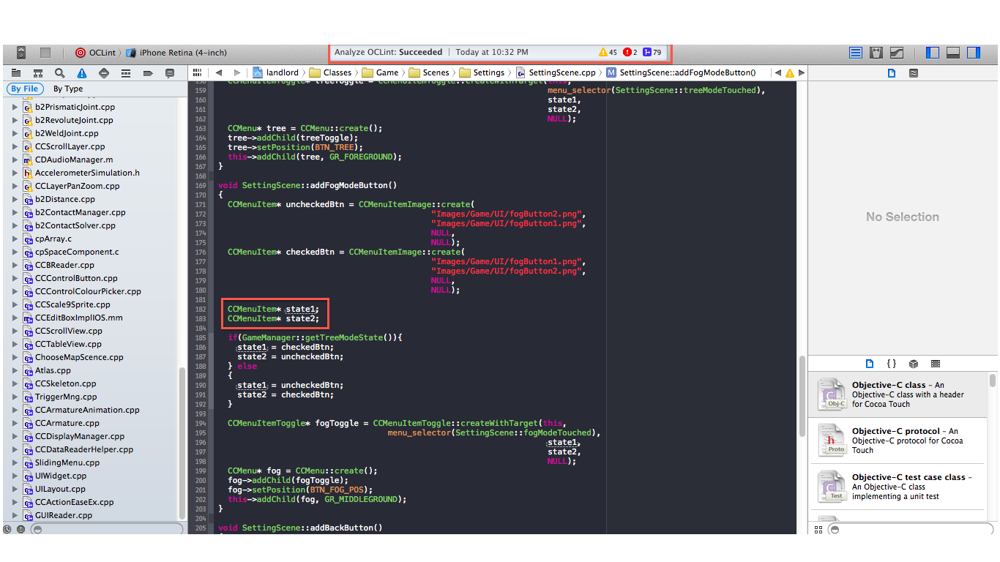 OCLint
iPhone Retina (4-inch)
Analyze OCLint: Succeeded
Today at 10:32 PM
45
2
79
landlord
Classes
Game
Scenes
Settings
SettingScene.cpp
M
SettingScene::addFogModeButton()
By File
By Type
b2PrismaticJoint.cpp
b2RevoluteJoint.cpp
b2WeldJoint.cpp
CCScrollLayer.cpp
CDAudioManager.m
AccelerometerSimulation.h
CCLayerPanZoom.cpp
b2Distance.cpp
b2ContactManager.cpp
b2ContactSolver.cpp
cpArray.c
cpSpaceComponent.c
CCBReader.cpp
CCControlButton.cpp
CCControlColourPicker.cpp
CCScale9Sprite.cpp
CCEditBoxImplIOS.mm
CCScrollView.cpp
CCTableView.cpp
ChooseMapScence.cpp
Atlas.cpp
CCSkeleton.cpp
TriggerMng.cpp
CCArmatureAnimation.cpp
CCArmature.cpp
CCDisplayManager.cpp
CCDataReaderHelper.cpp
SlidingMenu.cpp
UIWidget.cpp
UILayout.cpp
CCActionEaseEx.cpp
GUIReader.cpp
158 CCMenuItemToggle* treeToggle = CCMenuItemToggle::createWithTarget(this,
159 menu_selector(SettingScene::treeModeTouched),
160 state1,
161 state2,
162 NULL);
163 CCMenu* tree = CCMenu::create();
164 tree->addChild(treeToggle);
165 tree->setPosition(BTN_TREE);
166 this->addChild(tree, GR_FOREGROUND);
167 }
168
169 void SettingScene::addFogModeButton()
170 {
171 CCMenuItem* uncheckedBtn = CCMenuItemImage::create(
172 "Images/Game/UI/fogButton2.png",
173 "Images/Game/UI/fogButton1.png",
174 NULL,
175 NULL);
176 CCMenuItem* checkedBtn = CCMenuItemImage::create(
177 "Images/Game/UI/fogButton1.png",
178 "Images/Game/UI/fogButton2.png",
179 NULL,
180 NULL);
181
182 CCMenuItem* state1;
183 CCMenuItem* state2;
184
185 if(GameManager::getTreeModeState()){
186 state1 = checkedBtn;
187 state2 = uncheckedBtn;
188 } else
189 {
190 state1 = uncheckedBtn;
191 state2 = checkedBtn;
192 }
193
194 CCMenuItemToggle* fogToggle = CCMenuItemToggle::createWithTarget(this,
195 menu_selector(SettingScene::fogModeTouched),
196 state1,
197 state2,
198 NULL);
199 CCMenu* fog = CCMenu::create();
200 fog->addChild(fogToggle);
201 fog->setPosition(BTN_FOG_POS);
202 this->addChild(fog, GR_MIDDLEGROUND);
203 }
204
205 void SettingScene::addBackButton()
No Selection
{ }
Obj-C
Objective-C class – An
Objective-C class with a header
for Cocoa Touch
Proto
Objective-C protocol – An
Objective-C protocol for Cocoa
Touch
Test
Objective-C test case class –
An Objective-C class
implementing a unit test